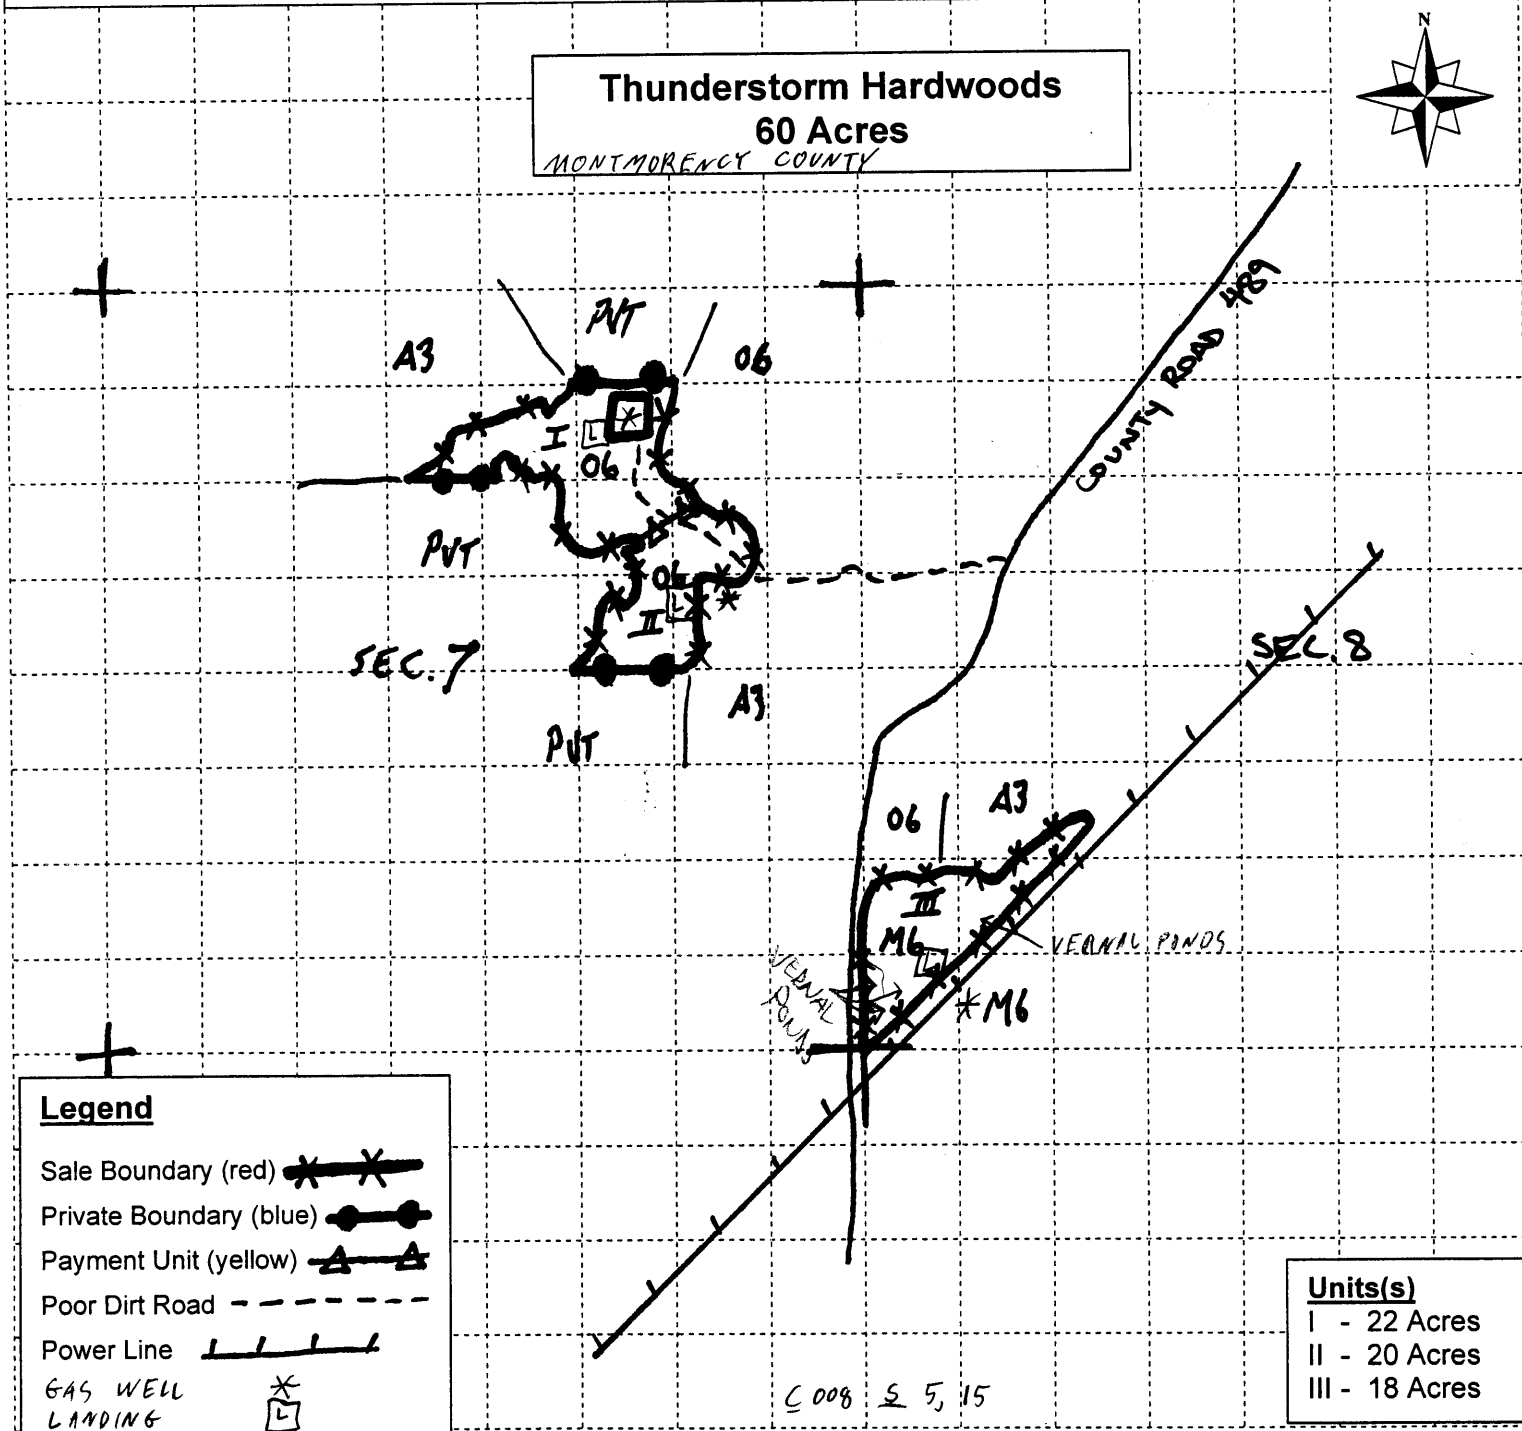 N
Thunderstorm Hardwoods
60 Acres
MONTMORENCY COUNTY
COUNTY ROAD 489
PVT
A3
06
I
L
06
PVT
06
L
II
SEC. 7
A3
PVT
SEC. 8
06
A3
III
M6
L
VERNAL PONDS
VERNAL
PONDS
M6
Legend
Sale Boundary (red)
Private Boundary (blue)
Payment Unit (yellow)
Poor Dirt Road
Power Line
GAS WELL
LANDING L
C 008 S 5, 15
Units(s)
I - 22 Acres
II - 20 Acres
III - 18 Acres